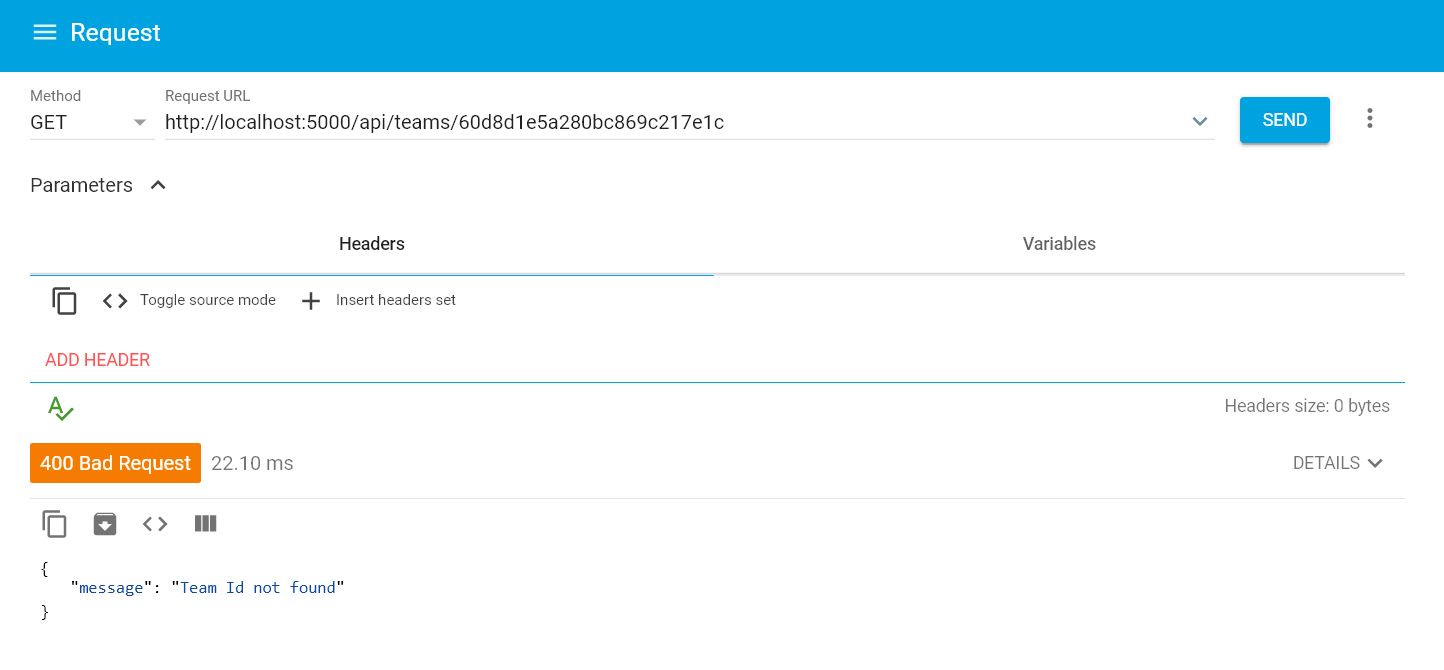 Request
Method
Request URL
GET
http://localhost:5000/api/teams/60d8d1e5a280bc869c217e1c
SEND
Parameters
Headers
Variables
Toggle source mode
Insert headers set
ADD HEADER
Headers size: 0 bytes
400 Bad Request
22.10 ms
DETAILS
{
"message": "Team Id not found"
}